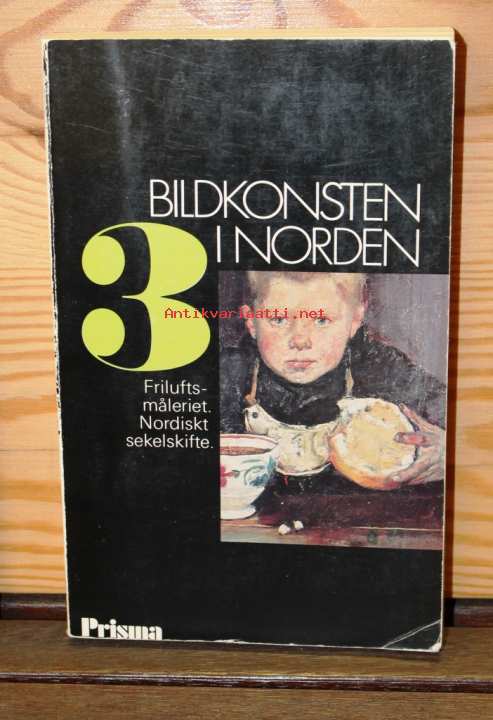 BILDKONSTEN
I NORDEN
3
Antikvariaatti.net
Frilufts-
måleriet.
Nordiskt
sekelskifte.
Prisma